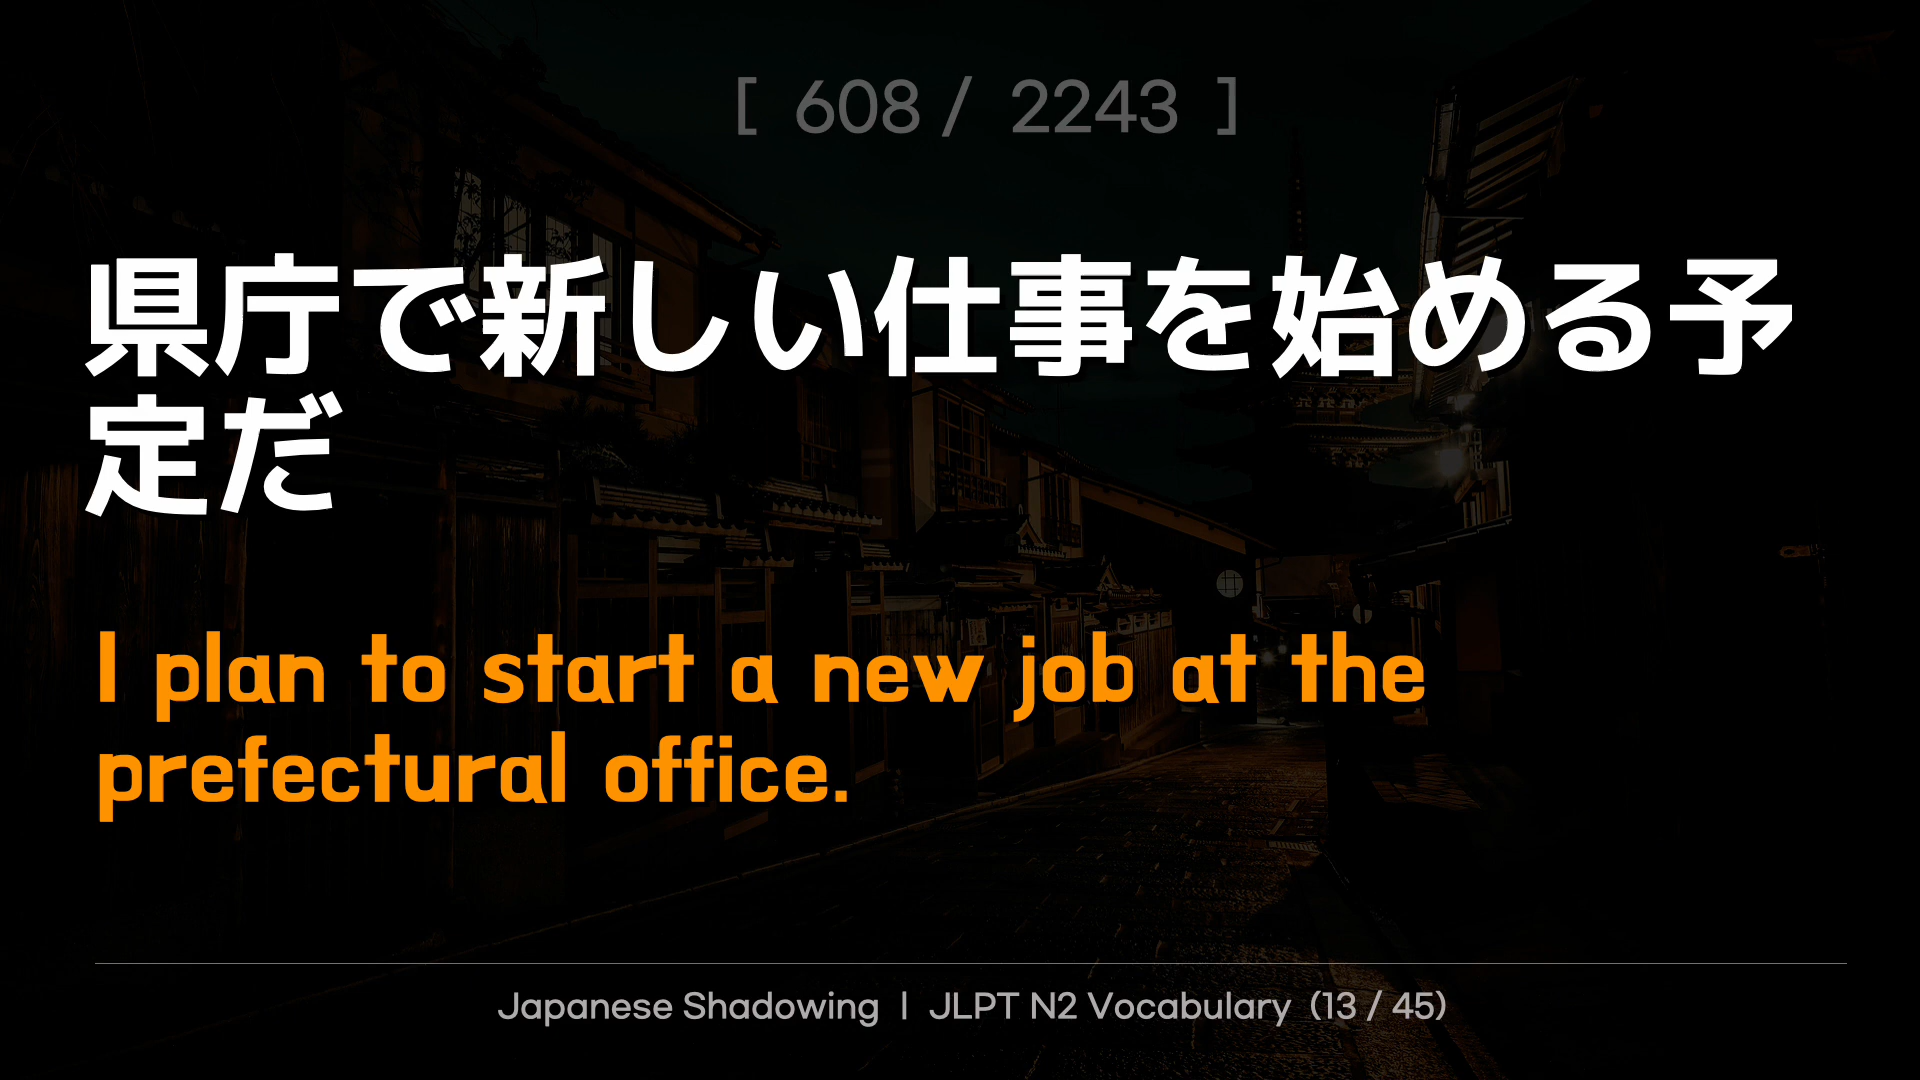 [ 608 / 2243 ]
県庁で新しい仕事を始める予
定だ
I plan to start a new job at the
prefectural office.
Japanese Shadowing | JLPT N2 Vocabulary (13 / 45)